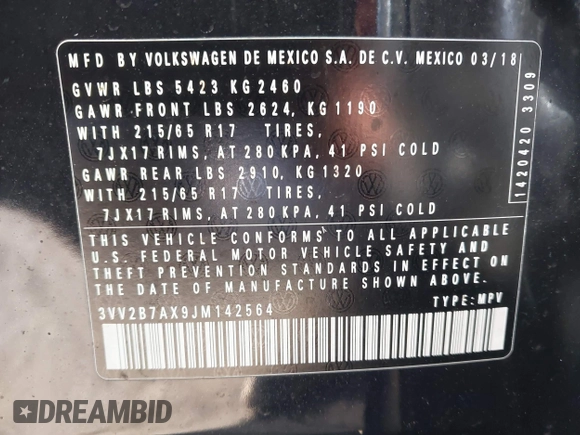 MFD BY VOLKSWAGEN DE MEXICO S.A. DE C.V. MEXICO 03/18
GVWR LBS 5423 KG 2460
GAWR FRONT LBS 2624, KG 1190
WITH 215/65 R17 TIRES,
7JX17 RIMS, AT 280 KPA, 41 PSI COLD
GAWR REAR LBS 2910, KG 1320
WITH 215/65 R17 TIRES,
7JX17 RIMS, AT 280 KPA, 41 PSI COLD
THIS VEHICLE CONFORMS TO ALL APPLICABLE
U.S. FEDERAL MOTOR VEHICLE SAFETY AND
THEFT PREVENTION STANDARDS IN EFFECT ON
THE DATE OF MANUFACTURE SHOWN ABOVE.
3VV2B7AX9JM142564 TYPE: MPV
1420420 3309
DREAMBID